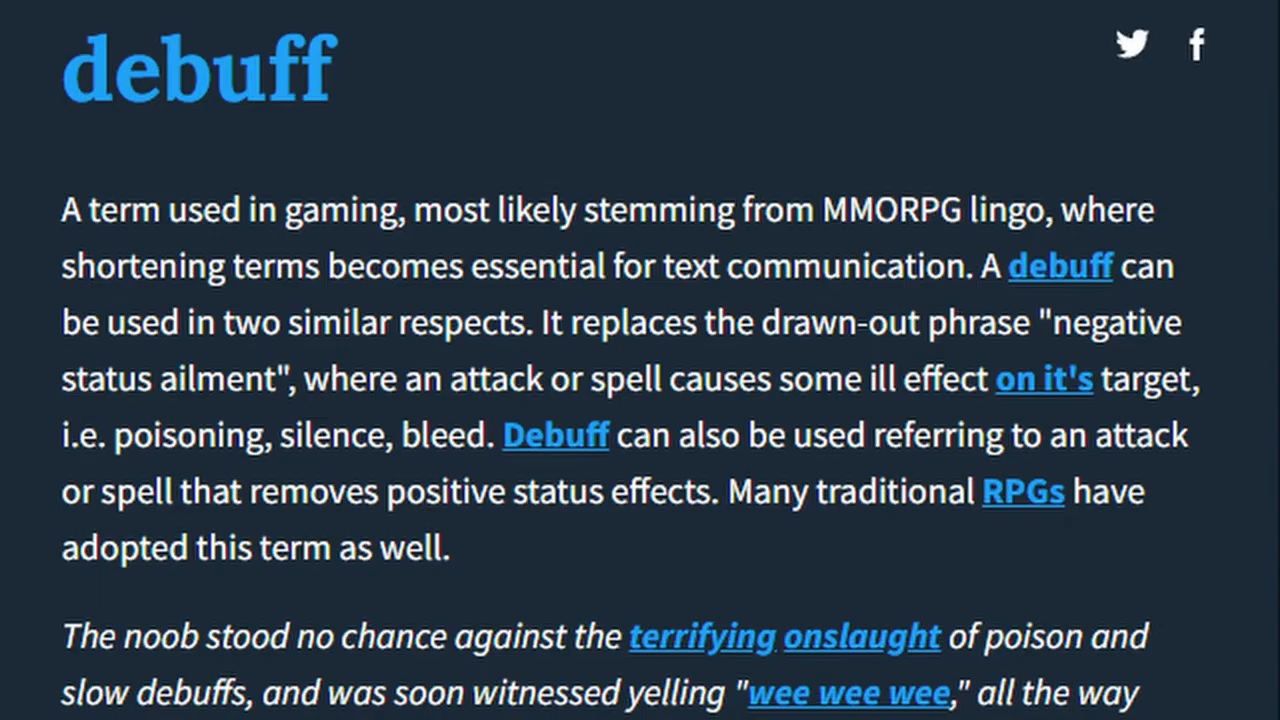 debuff
A term used in gaming, most likely stemming from MMORPG lingo, where
shortening terms becomes essential for text communication. A debuff can
be used in two similar respects. It replaces the drawn-out phrase "negative
status ailment", where an attack or spell causes some ill effect on it's target,
i.e. poisoning, silence, bleed. Debuff can also be used referring to an attack
or spell that removes positive status effects. Many traditional RPGs have
adopted this term as well.
The noob stood no chance against the terrifying onslaught of poison and
slow debuffs, and was soon witnessed yelling "wee wee wee," all the way